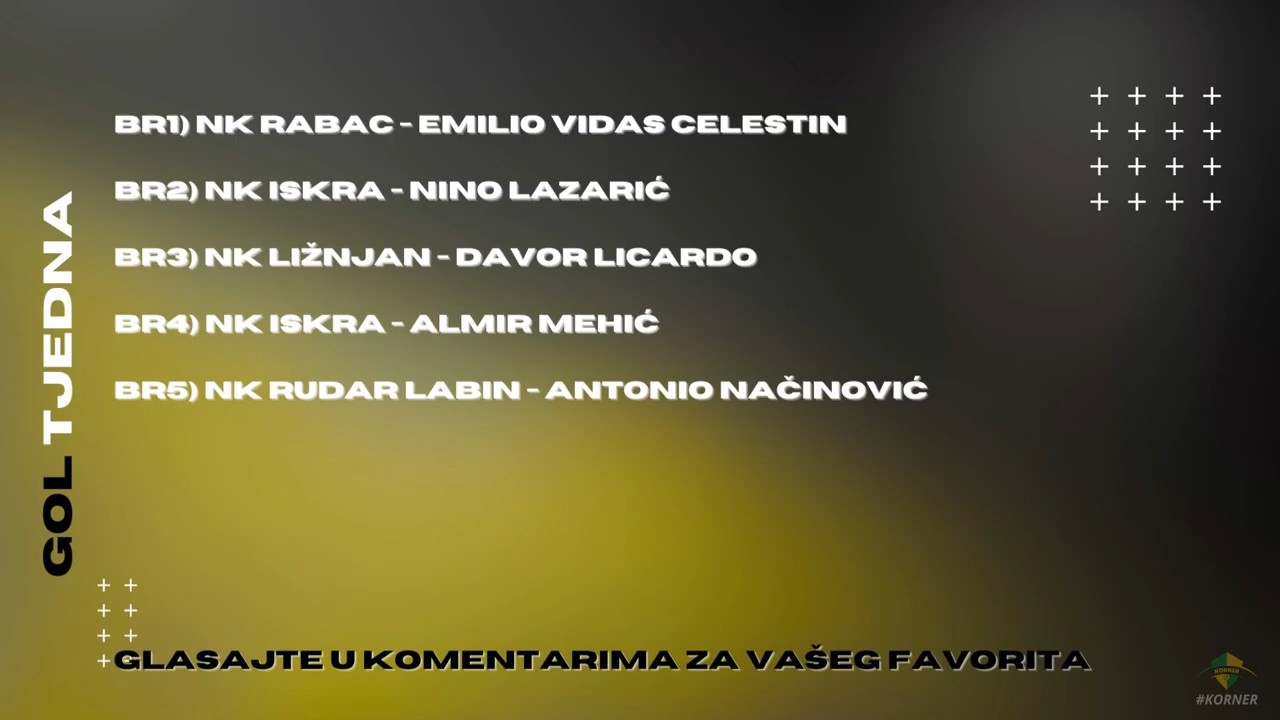 BR1) NK RABAC - EMILIO VIDAS CELESTIN
BR2) NK ISKRA - NINO LAZARIĆ
BR3) NK LIŽNJAN - DAVOR LICARDO
BR4) NK ISKRA - ALMIR MEHIĆ
BR5) NK RUDAR LABIN - ANTONIO NAČINOVIĆ
GOL TJEDNA
GLASAJTE U KOMENTARIMA ZA VAŠEG FAVORITA
KORNER
#KORNER